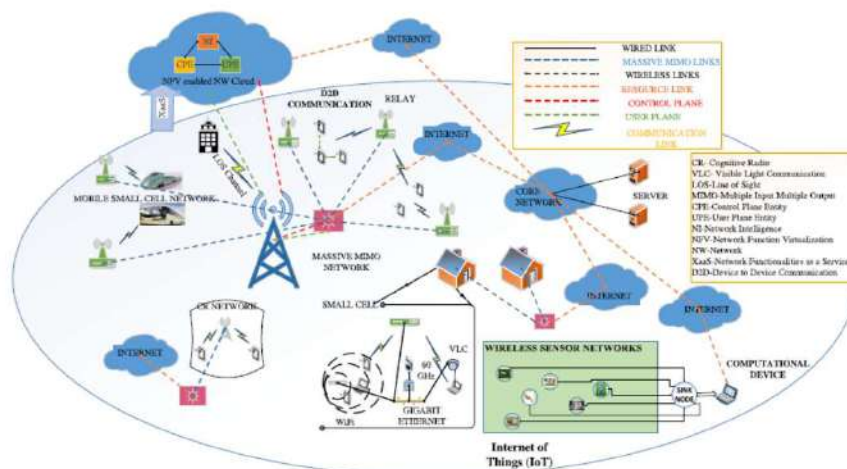 NI
CPE
UPE
NFV enabled NW Cloud
XaaS
INTERNET
D2D
COMMUNICATION
RELAY
LOS Channel
INTERNET
MOBILE SMALL CELL NETWORK
CORE
NETWORK
SERVER
MASSIVE MIMO
NETWORK
SMALL CELL
INTERNET
INTERNET
CR NETWORK
INTERNET
60
GHz
VLC
GIGABIT
ETHERNET
WiFi
WIRELESS SENSOR NETWORKS
SINK
NODE
COMPUTATIONAL
DEVICE
Internet of
Things (IoT)
WIRED LINK
MASSIVE MIMO LINKS
WIRELESS LINKS
RESOURCE LINK
CONTROL PLANE
USER PLANE
COMMUNICATION
LINK
CR- Cognitive Radio
VLC- Visible Light Communication
LOS-Line of Sight
MIMO-Multiple Input Multiple Output
CPE-Control Plane Entity
UPE-User Plane Entity
NI-Network Intelligence
NFV-Network Function Virtualization
NW-Network
XaaS-Network Functionalities as a Service
D2D-Device to Device Communication